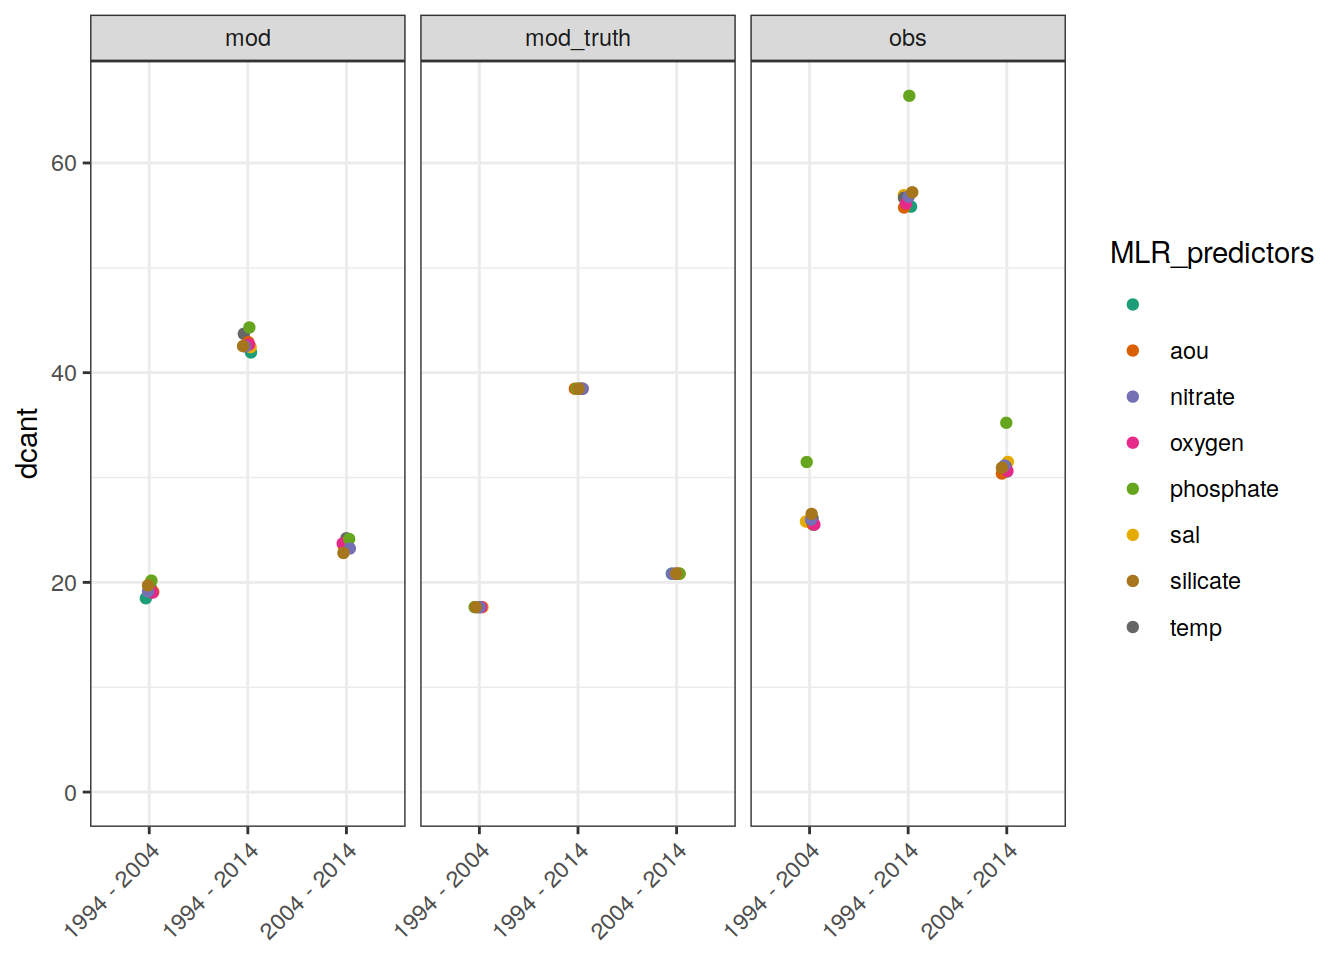 mod
mod_truth
obs
dcant
60
40
20
0
1994 - 2004
1994 - 2014
2004 - 2014
1994 - 2004
1994 - 2014
2004 - 2014
1994 - 2004
1994 - 2014
2004 - 2014
MLR_predictors
aou
nitrate
oxygen
phosphate
sal
silicate
temp